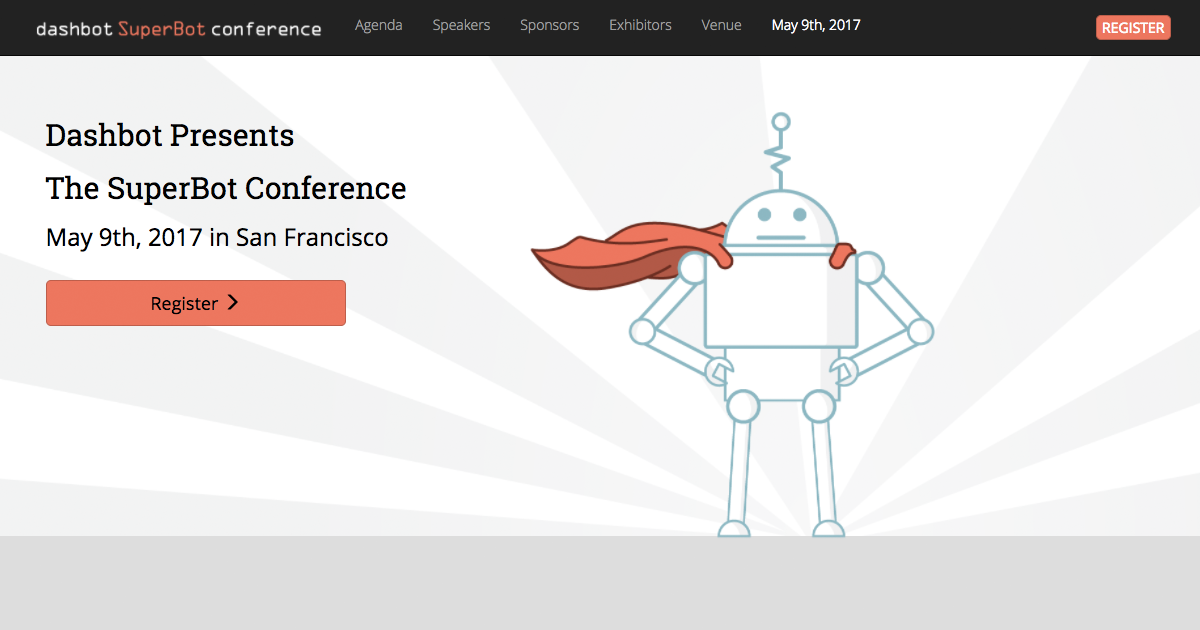 dashbot SuperBot conference Agenda Speakers Sponsors Exhibitors Venue May 9th, 2017 REGISTER
Dashbot Presents
The SuperBot Conference
May 9th, 2017 in San Francisco
Register